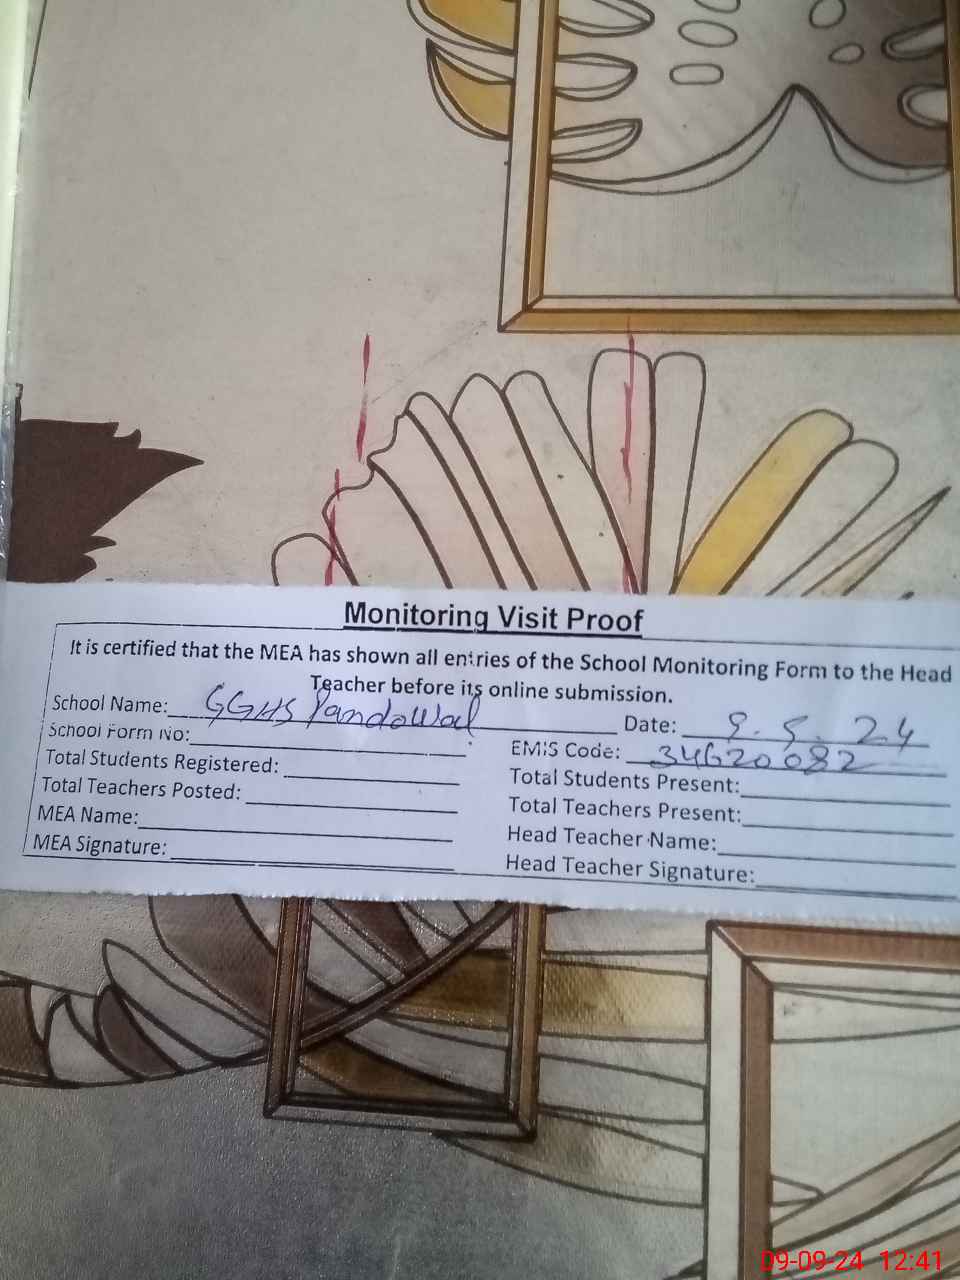 Monitoring Visit Proof
It is certified that the MEA has shown all entries of the School Monitoring Form to the Head
Teacher before its online submission.
School Name: GGHS Pandowal Date: 9.5.24
School Form No: EMIS Code: 34620082
Total Students Registered: Total Students Present:
Total Teachers Posted: Total Teachers Present:
MEA Name: Head Teacher Name:
MEA Signature: Head Teacher Signature:
09-09-24 12:41